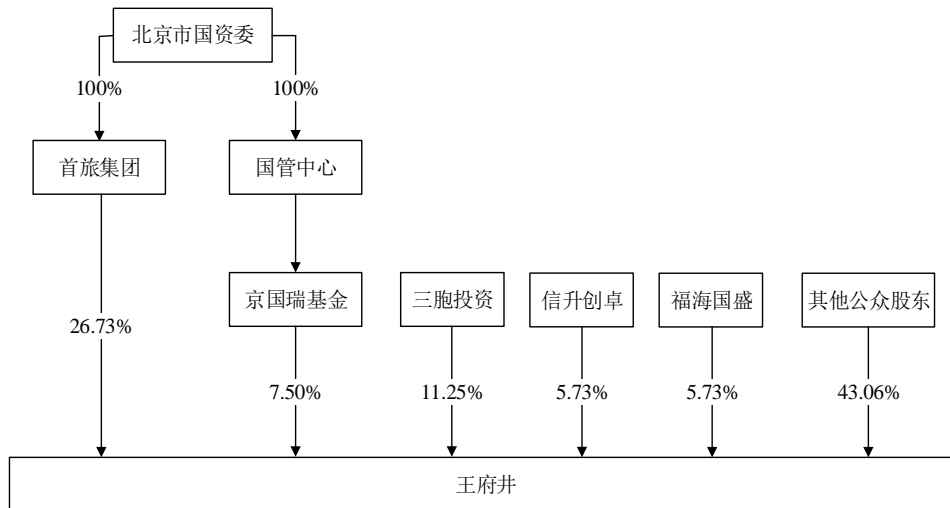 北京市国资委
100%
100%
首旅集团
国管中心
京国瑞基金
三胞投资
信升创卓
福海国盛
其他公众股东
26.73%
7.50%
11.25%
5.73%
5.73%
43.06%
王府井